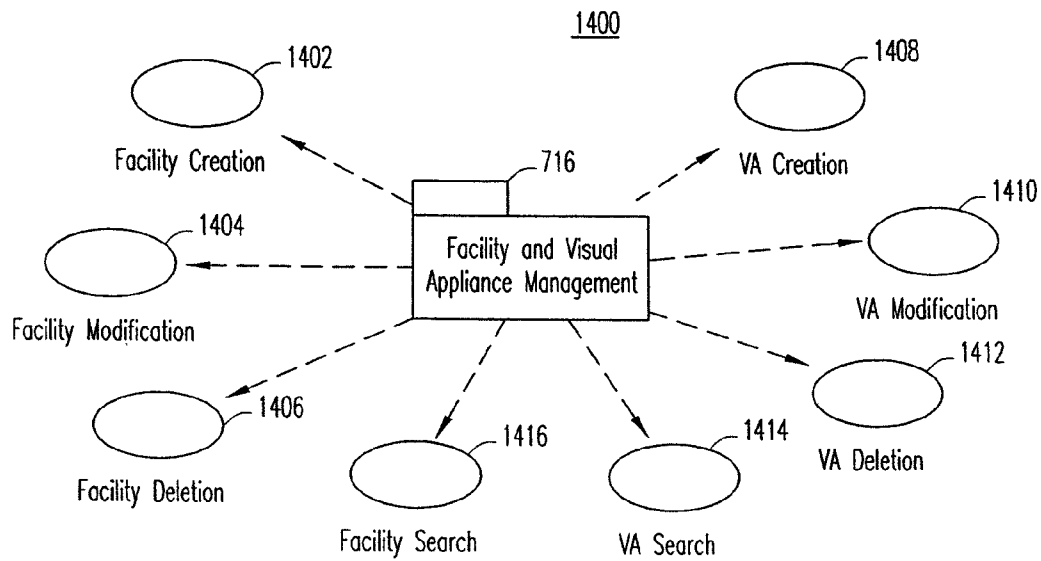 1400
1402
Facility Creation
1408
VA Creation
716
Facility and Visual
Appliance Management
1404
Facility Modification
1410
VA Modification
1406
Facility Deletion
1412
VA Deletion
1416
Facility Search
1414
VA Search